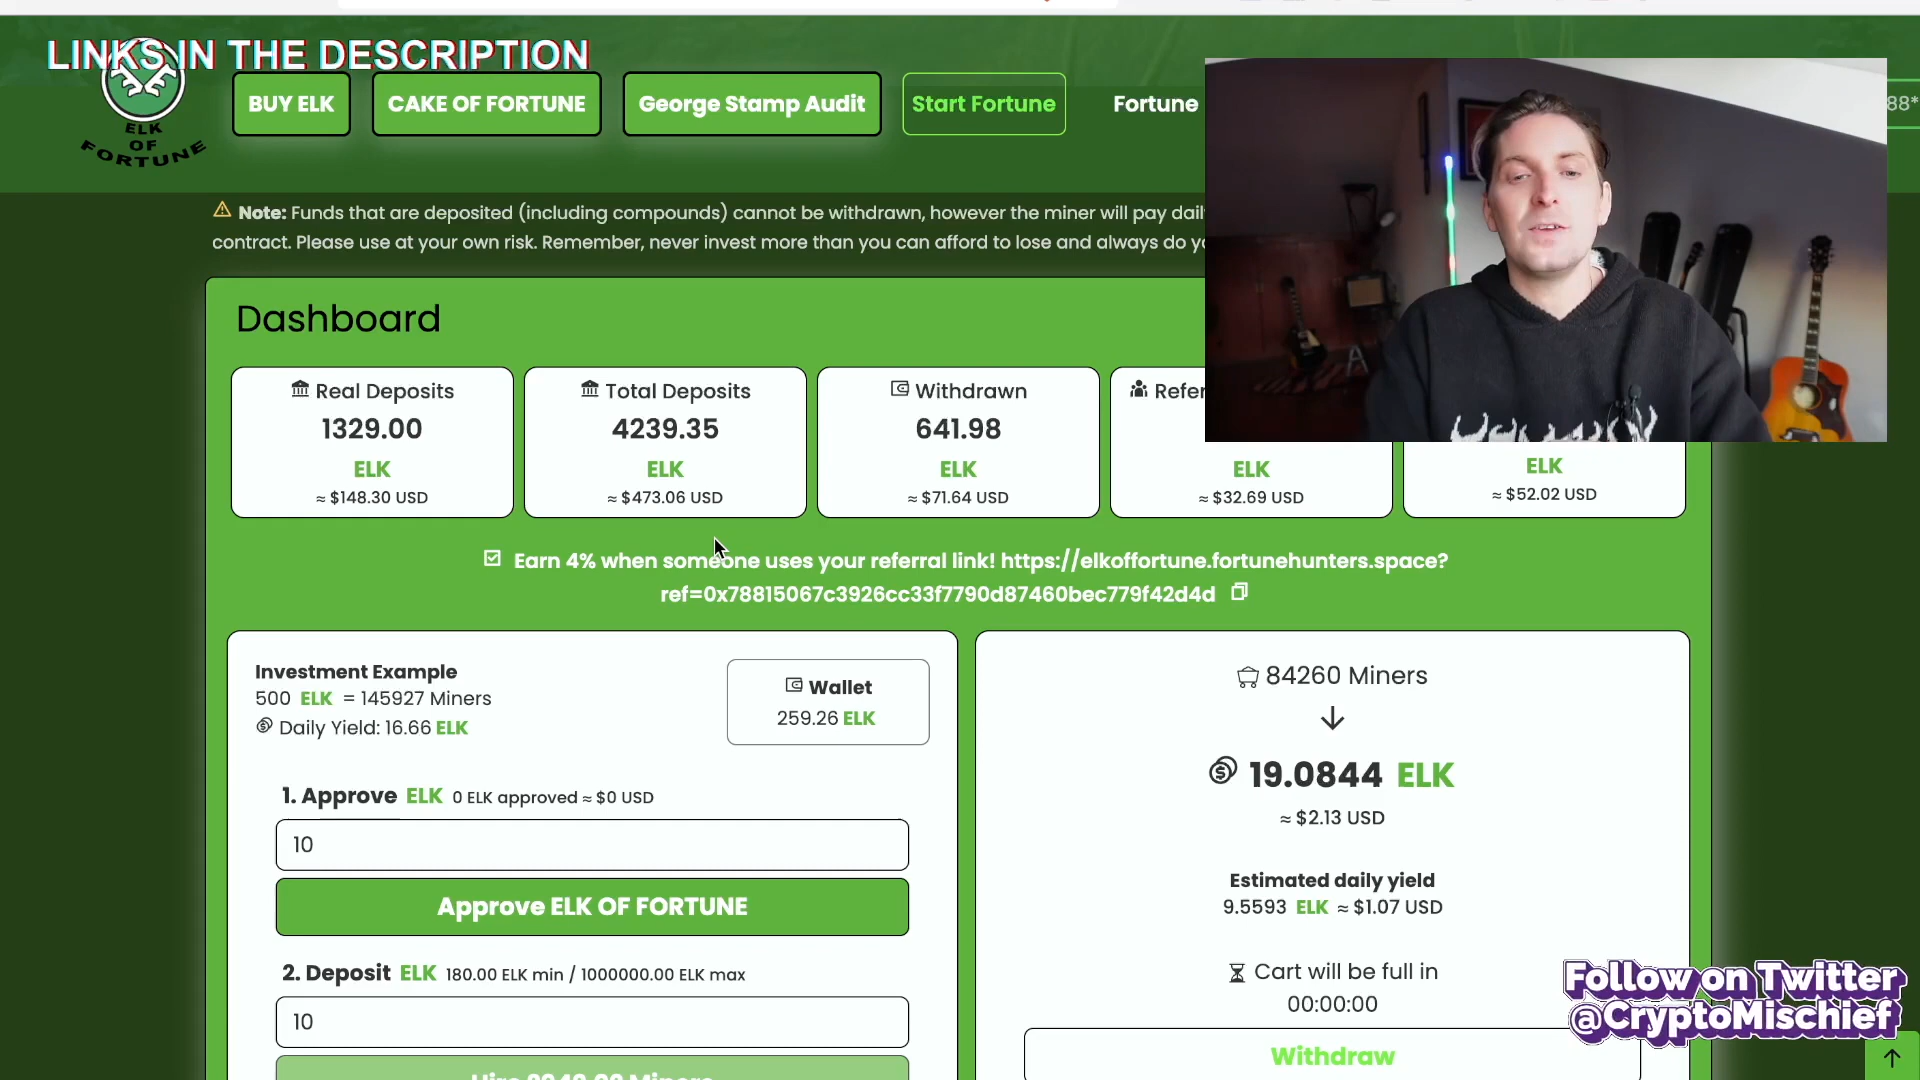 LINKS IN THE DESCRIPTION
ELK
OF
FORTUNE
BUY ELK
CAKE OF FORTUNE
George Stamp Audit
Start Fortune
Fortune
88*
Note: Funds that are deposited (including compounds) cannot be withdrawn, however the miner will pay dail
contract. Please use at your own risk. Remember, never invest more than you can afford to lose and always do yo
Dashboard
Real Deposits
1329.00
ELK
≈ $148.30 USD
Total Deposits
4239.35
ELK
≈ $473.06 USD
Withdrawn
641.98
ELK
≈ $71.64 USD
Refer
ELK
≈ $32.69 USD
ELK
≈ $52.02 USD
Earn 4% when someone uses your referral link! https://elkoffortune.fortunehunters.space?
ref=0x78815067c3926cc33f7790d87460bec779f42d4d
Investment Example
500 ELK = 145927 Miners
Daily Yield: 16.66 ELK
Wallet
259.26 ELK
1. Approve ELK 0 ELK approved ≈ $0 USD
10
Approve ELK OF FORTUNE
2. Deposit ELK 180.00 ELK min / 1000000.00 ELK max
10
84260 Miners
19.0844 ELK
≈ $2.13 USD
Estimated daily yield
9.5593 ELK ≈ $1.07 USD
Cart will be full in
00:00:00
Withdraw
Follow on Twitter
@CryptoMischief